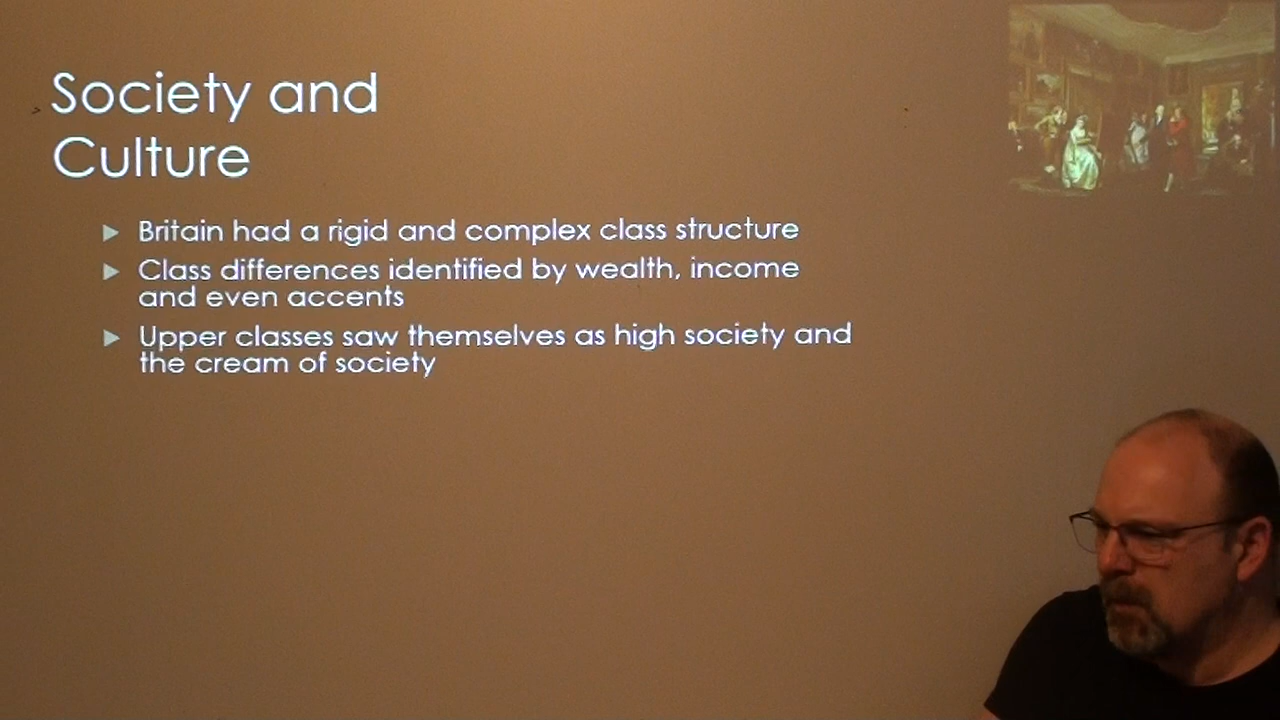 Society and
Culture
Britain had a rigid and complex class structure
Class differences identified by wealth, income
and even accents
Upper classes saw themselves as high society and
the cream of society